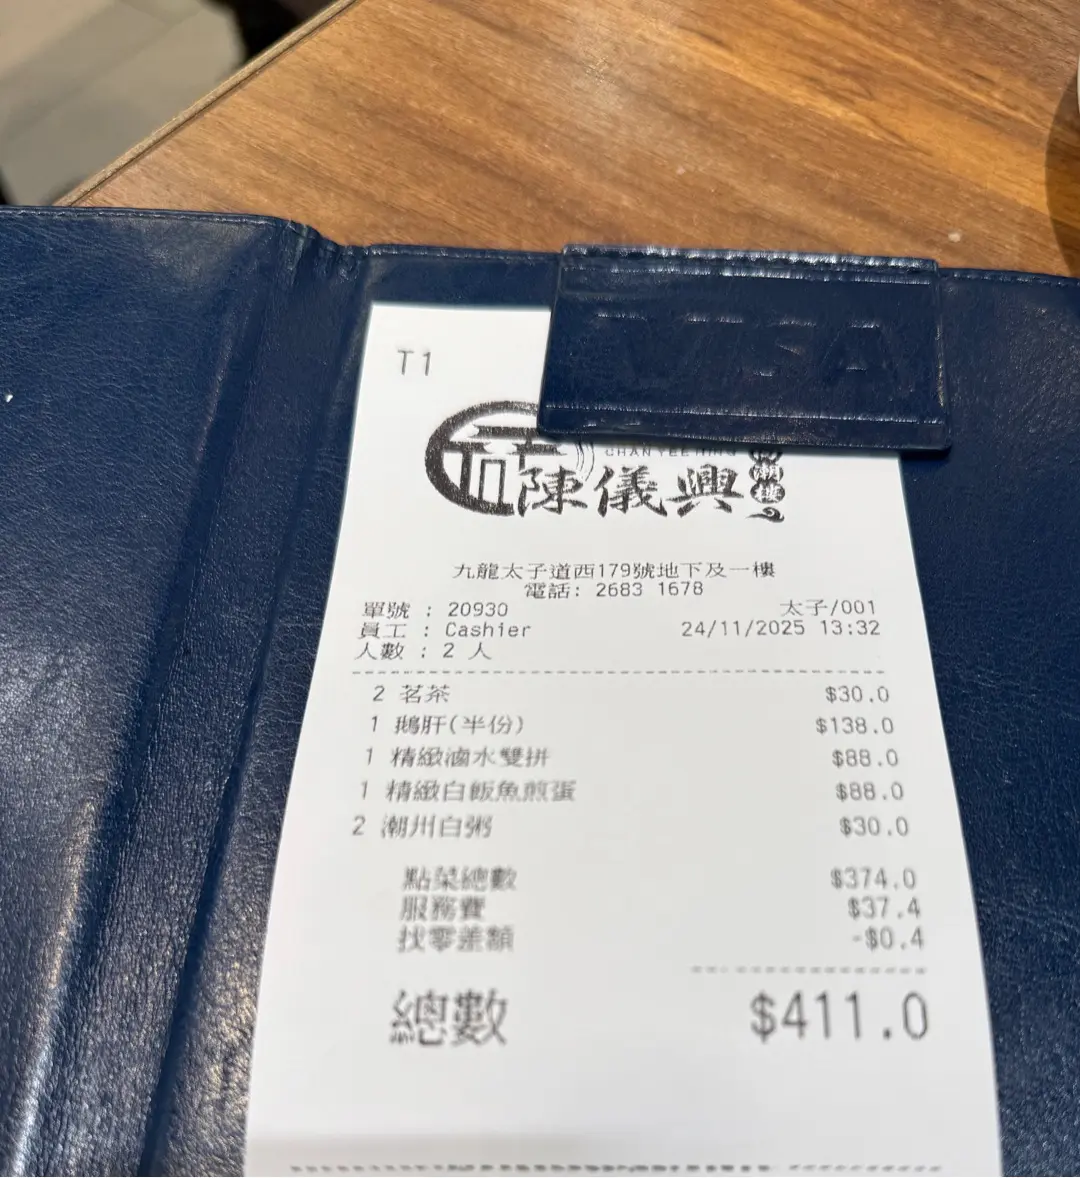 VISA
T1
CHAN YEE HING
陳儀興
九龍太子道西179號地下及一樓
電話: 2683 1678
單號 : 20930 太子/001
員工 : Cashier 24/11/2025 13:32
人數 : 2 人
2 茗茶 $30.0
1 鵝肝(半份) $138.0
1 精緻滷水雙拼 $88.0
1 精緻白飯魚煎蛋 $88.0
2 潮州白粥 $30.0
點菜總數 $374.0
服務費 $37.4
找零差額 -$0.4
總數 $411.0